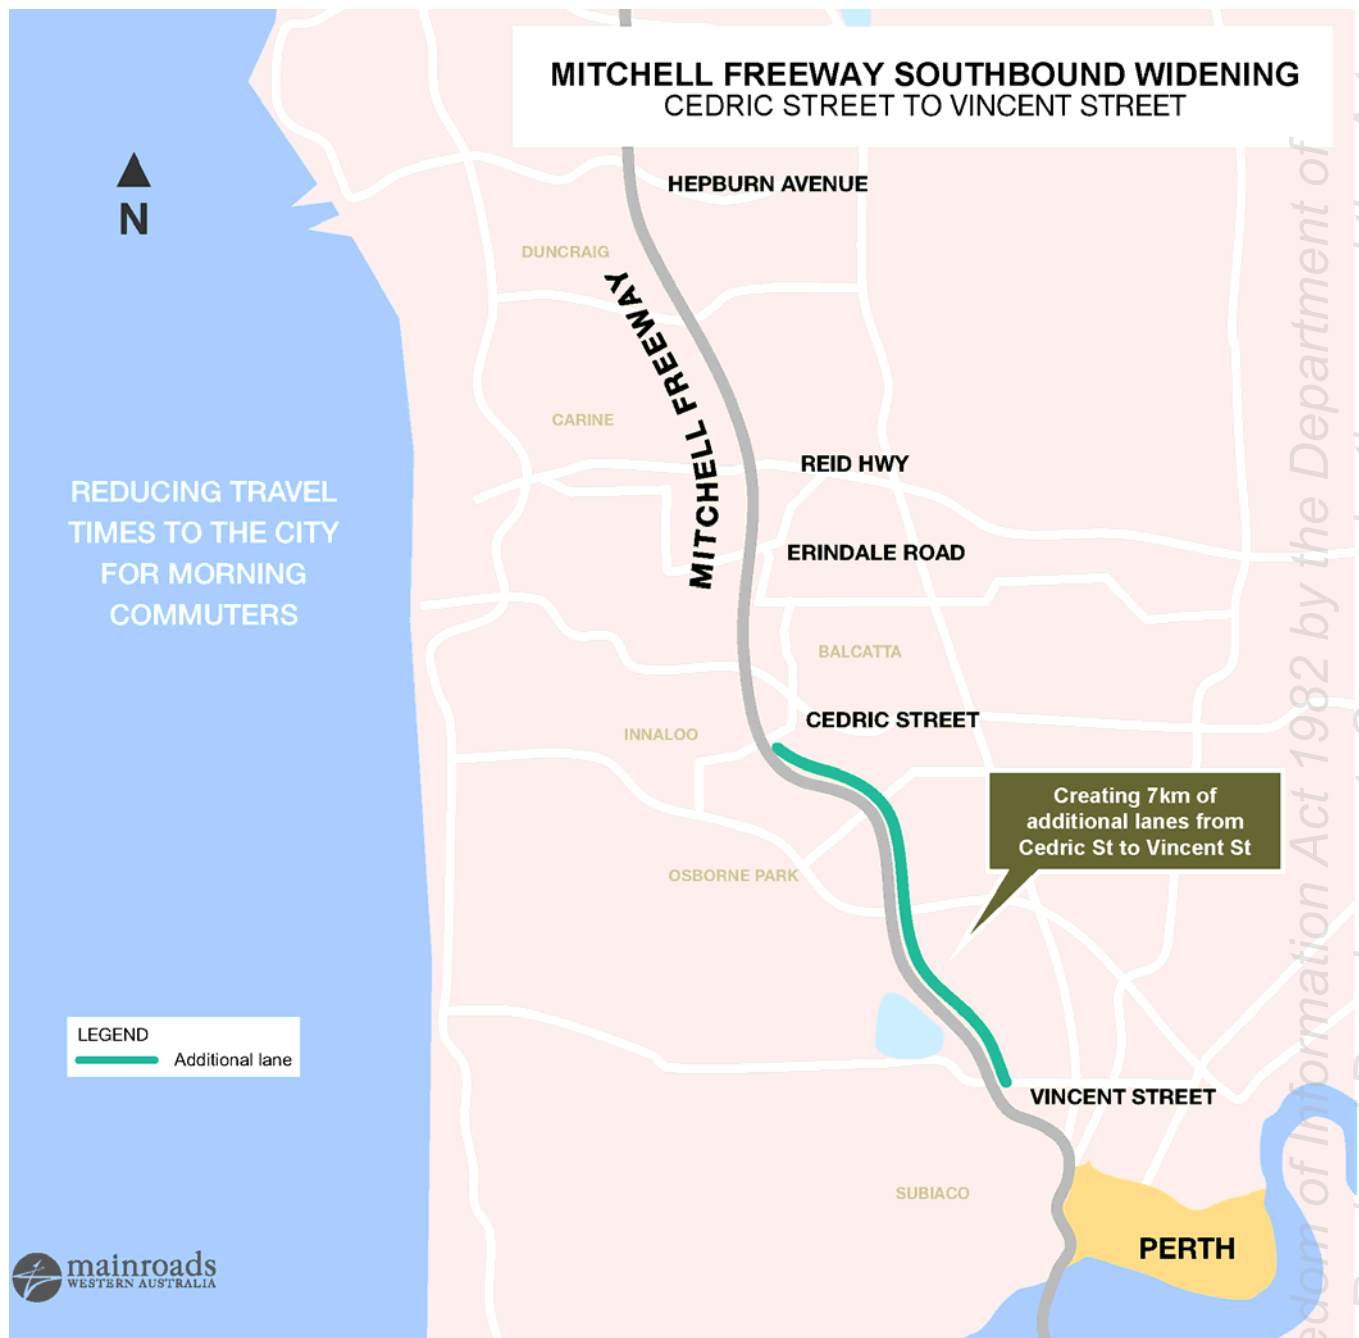 MITCHELL FREEWAY SOUTHBOUND WIDENING
CEDRIC STREET TO VINCENT STREET
N
HEPBURN AVENUE
DUNCRAIG
MITCHELL FREEWAY
CARINE
REID HWY
REDUCING TRAVEL
TIMES TO THE CITY
FOR MORNING
COMMUTERS
ERINDALE ROAD
BALCATTA
CEDRIC STREET
INNALOO
Creating 7km of
additional lanes from
Cedric St to Vincent St
OSBORNE PARK
LEGEND
Additional lane
VINCENT STREET
SUBIACO
PERTH
mainroads
WESTERN AUSTRALIA
of Information Act 1982 by the Department of